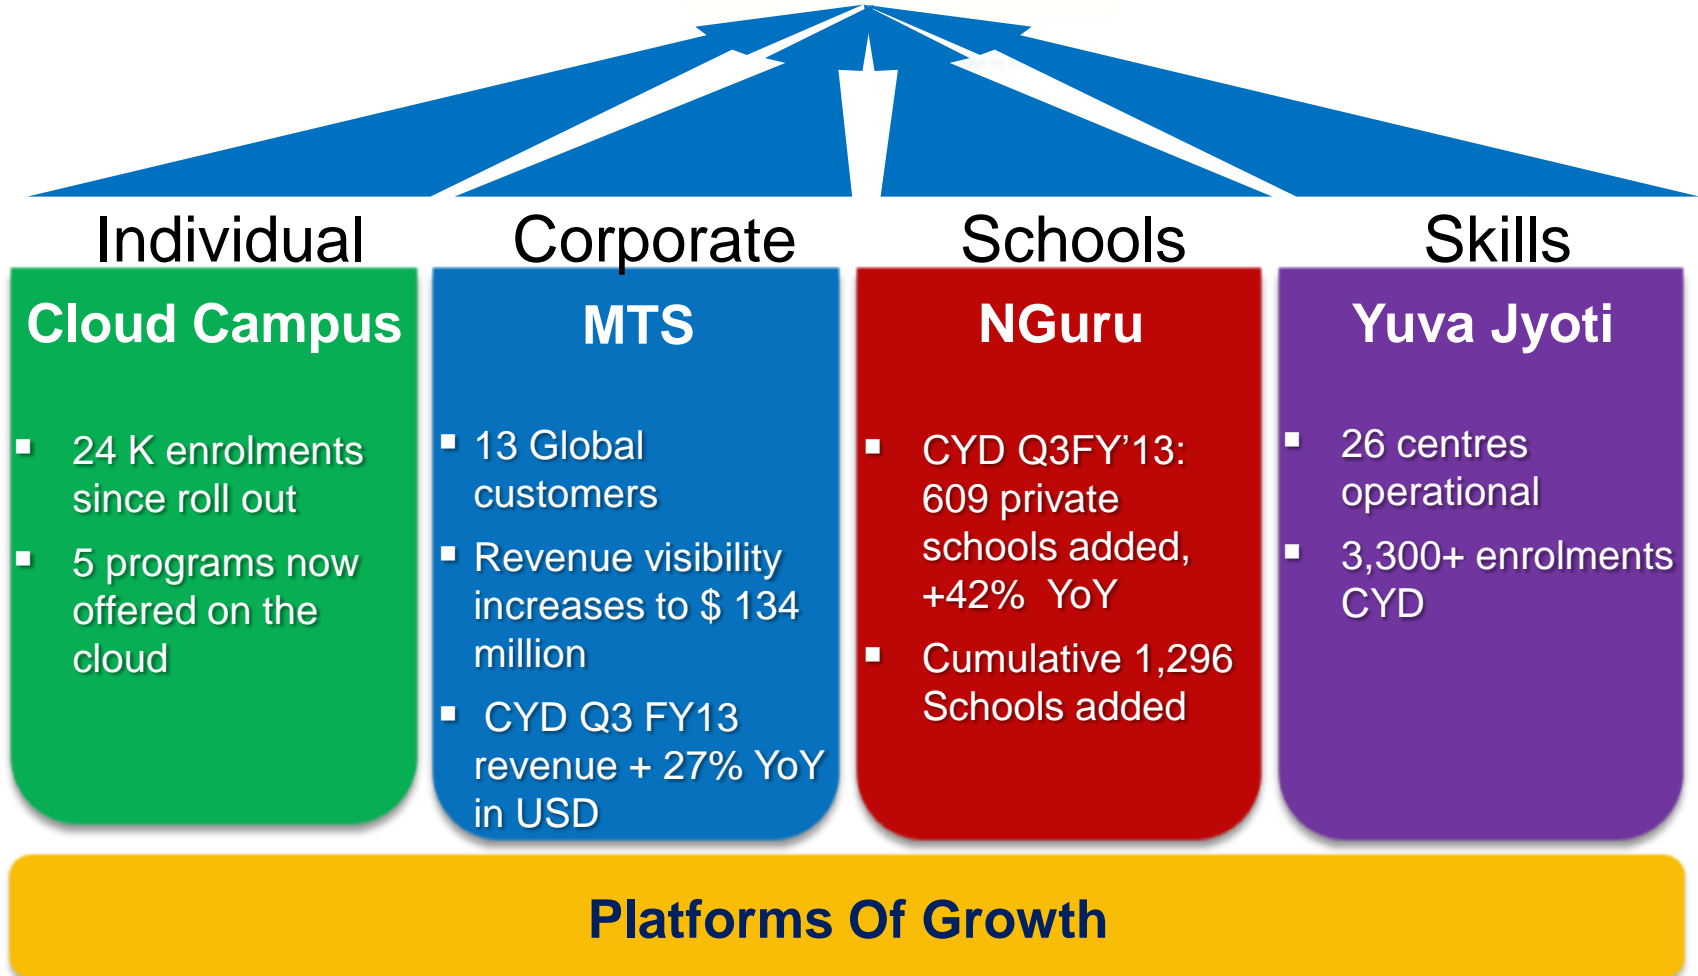 Individual
Cloud Campus
24 K enrolments
since roll out
5 programs now
offered on the
cloud
Corporate
MTS
13 Global
customers
Revenue visibility
increases to $ 134
million
CYD Q3 FY13
revenue + 27% YoY
in USD
Schools
NGuru
CYD Q3FY’13:
609 private
schools added,
+42% YoY
Cumulative 1,296
Schools added
Skills
Yuva Jyoti
26 centres
operational
3,300+ enrolments
CYD
Platforms Of Growth